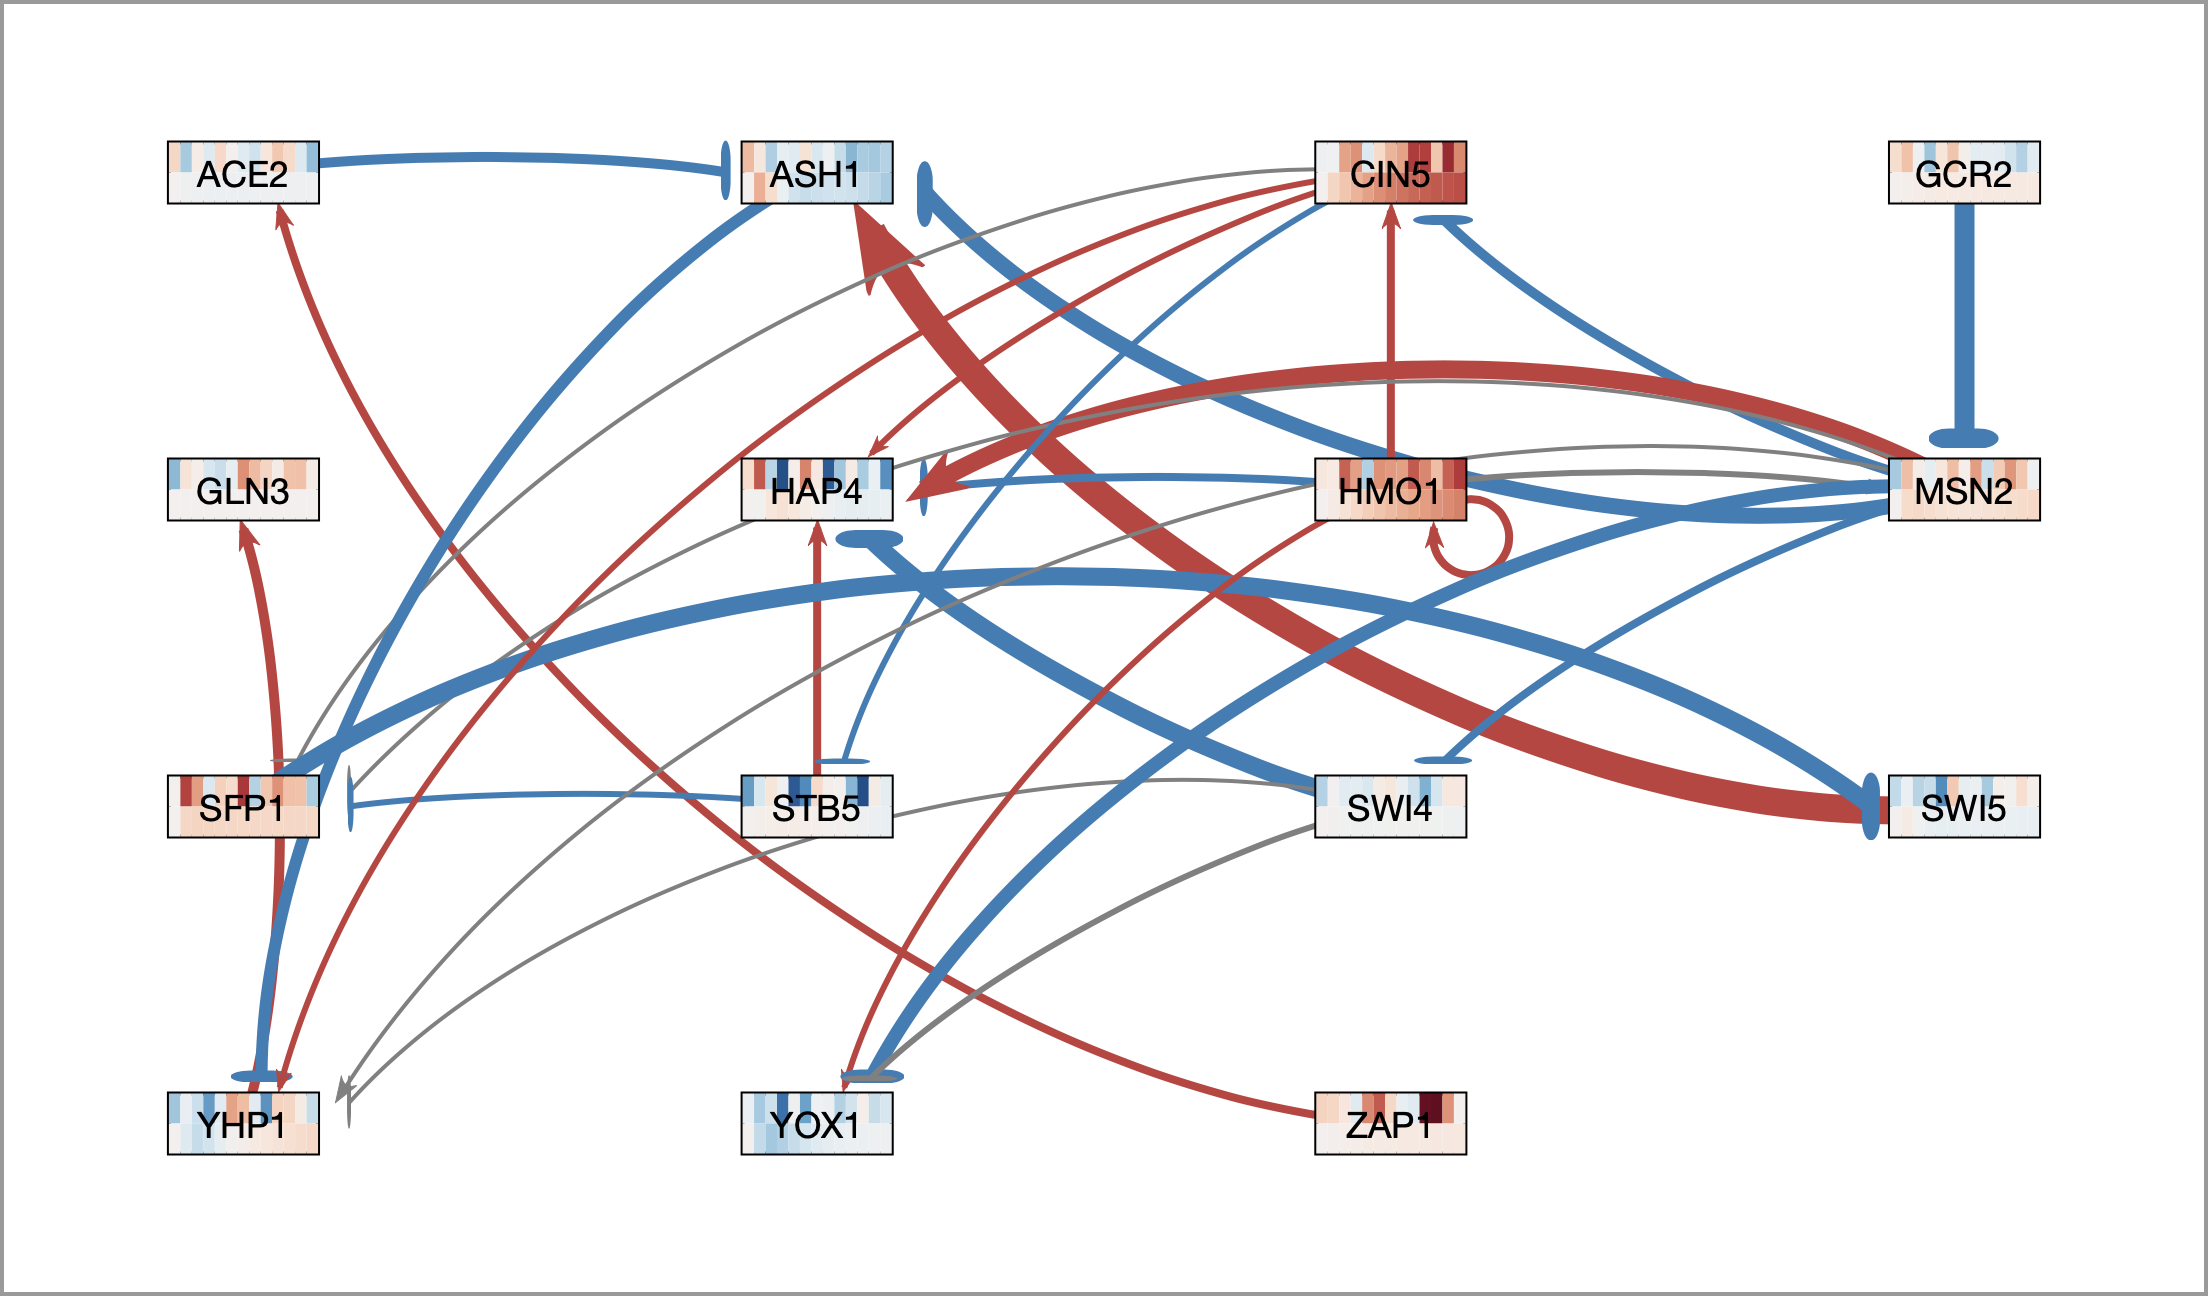 ACE2
ASH1
CIN5
GCR2
GLN3
HAP4
HMO1
MSN2
SFP1
STB5
SWI4
SWI5
YHP1
YOX1
ZAP1